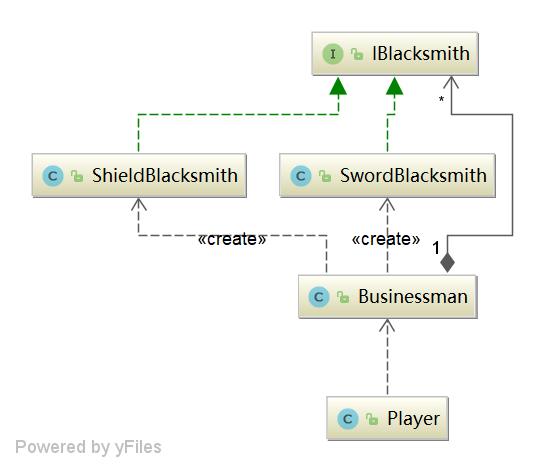 I IBlacksmith
*
C ShieldBlacksmith
C SwordBlacksmith
«create»
«create»
1
C Businessman
C Player
Powered by yFiles